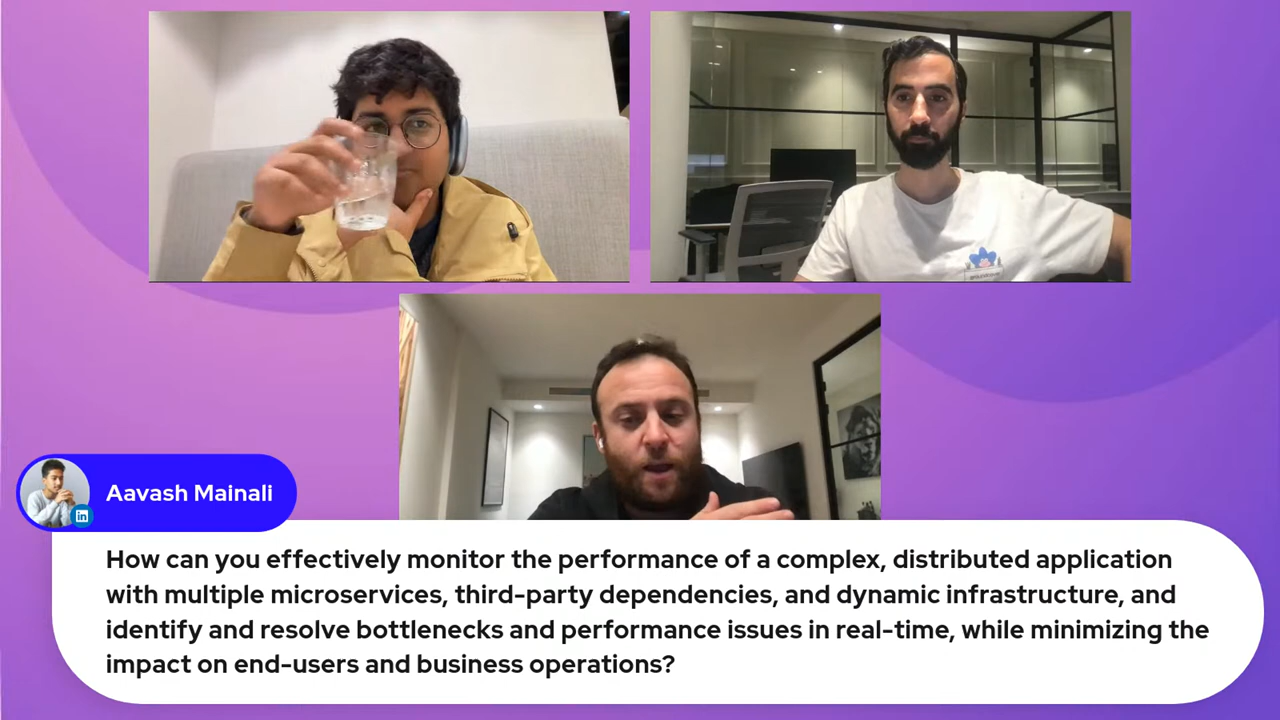 Aavash Mainali
in
How can you effectively monitor the performance of a complex, distributed application
with multiple microservices, third-party dependencies, and dynamic infrastructure, and
identify and resolve bottlenecks and performance issues in real-time, while minimizing the
impact on end-users and business operations?